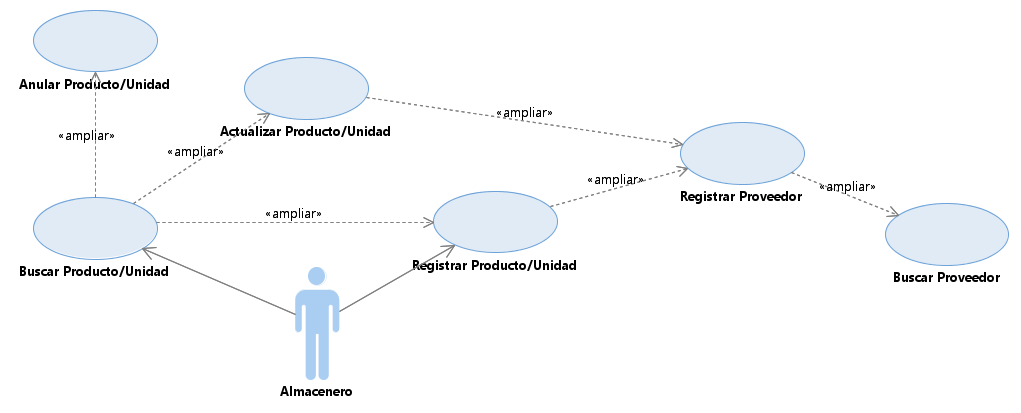 Anular Producto/Unidad
«ampliar»
Actualizar Producto/Unidad
«ampliar»
«ampliar»
«ampliar»
Registrar Proveedor
«ampliar»
«ampliar»
Buscar Producto/Unidad
Registrar Producto/Unidad
Buscar Proveedor
Almacenero